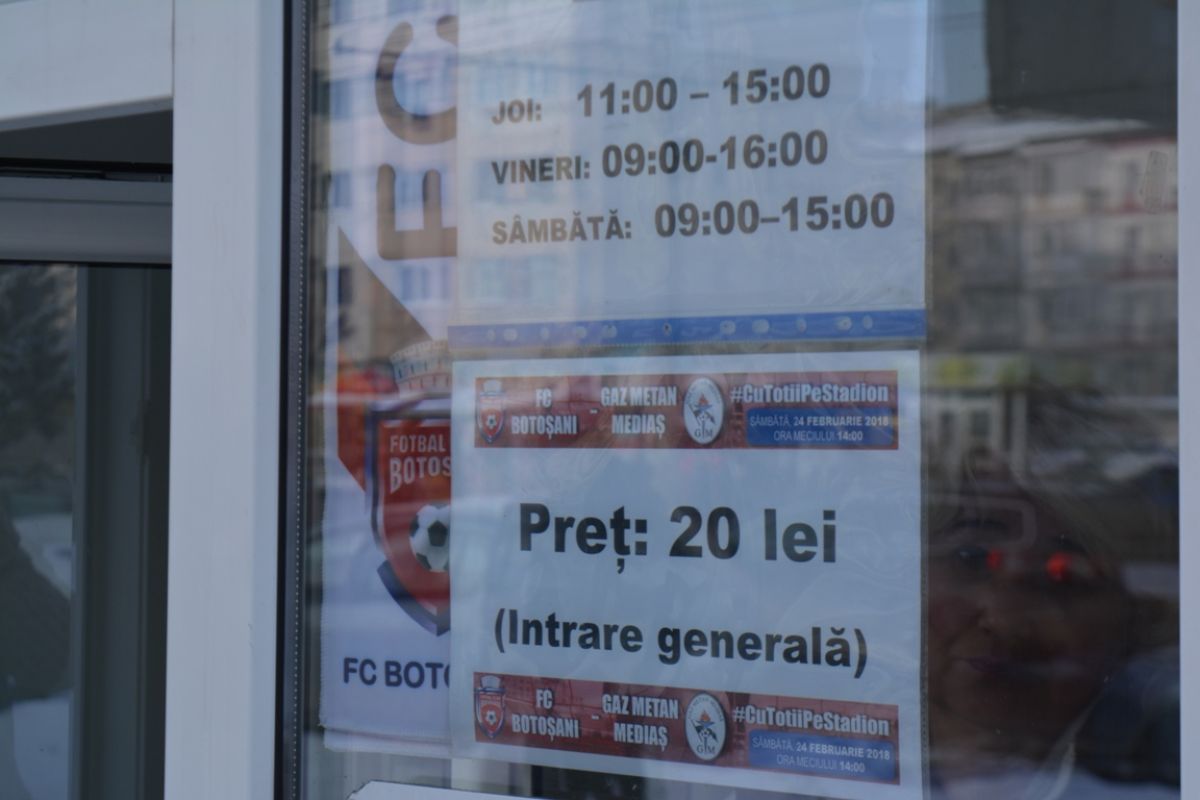 FC
JOI: 11:00 – 15:00
VINERI: 09:00-16:00
SÂMBĂTĂ: 09:00–15:00
FC BOTOȘANI - GAZ METAN MEDIAȘ #CuTotiiPeStadion
SÂMBĂTĂ, 24 FEBRUARIE 2018
ORA MECIULUI 14:00
FOTBAL
BOTOȘ
Preț: 20 lei
(Intrare generală)
FC BOTO
FC BOTOȘANI - GAZ METAN MEDIAȘ #CuTotiiPeStadion
SÂMBĂTĂ, 24 FEBRUARIE 2018
ORA MECIULUI 14:00